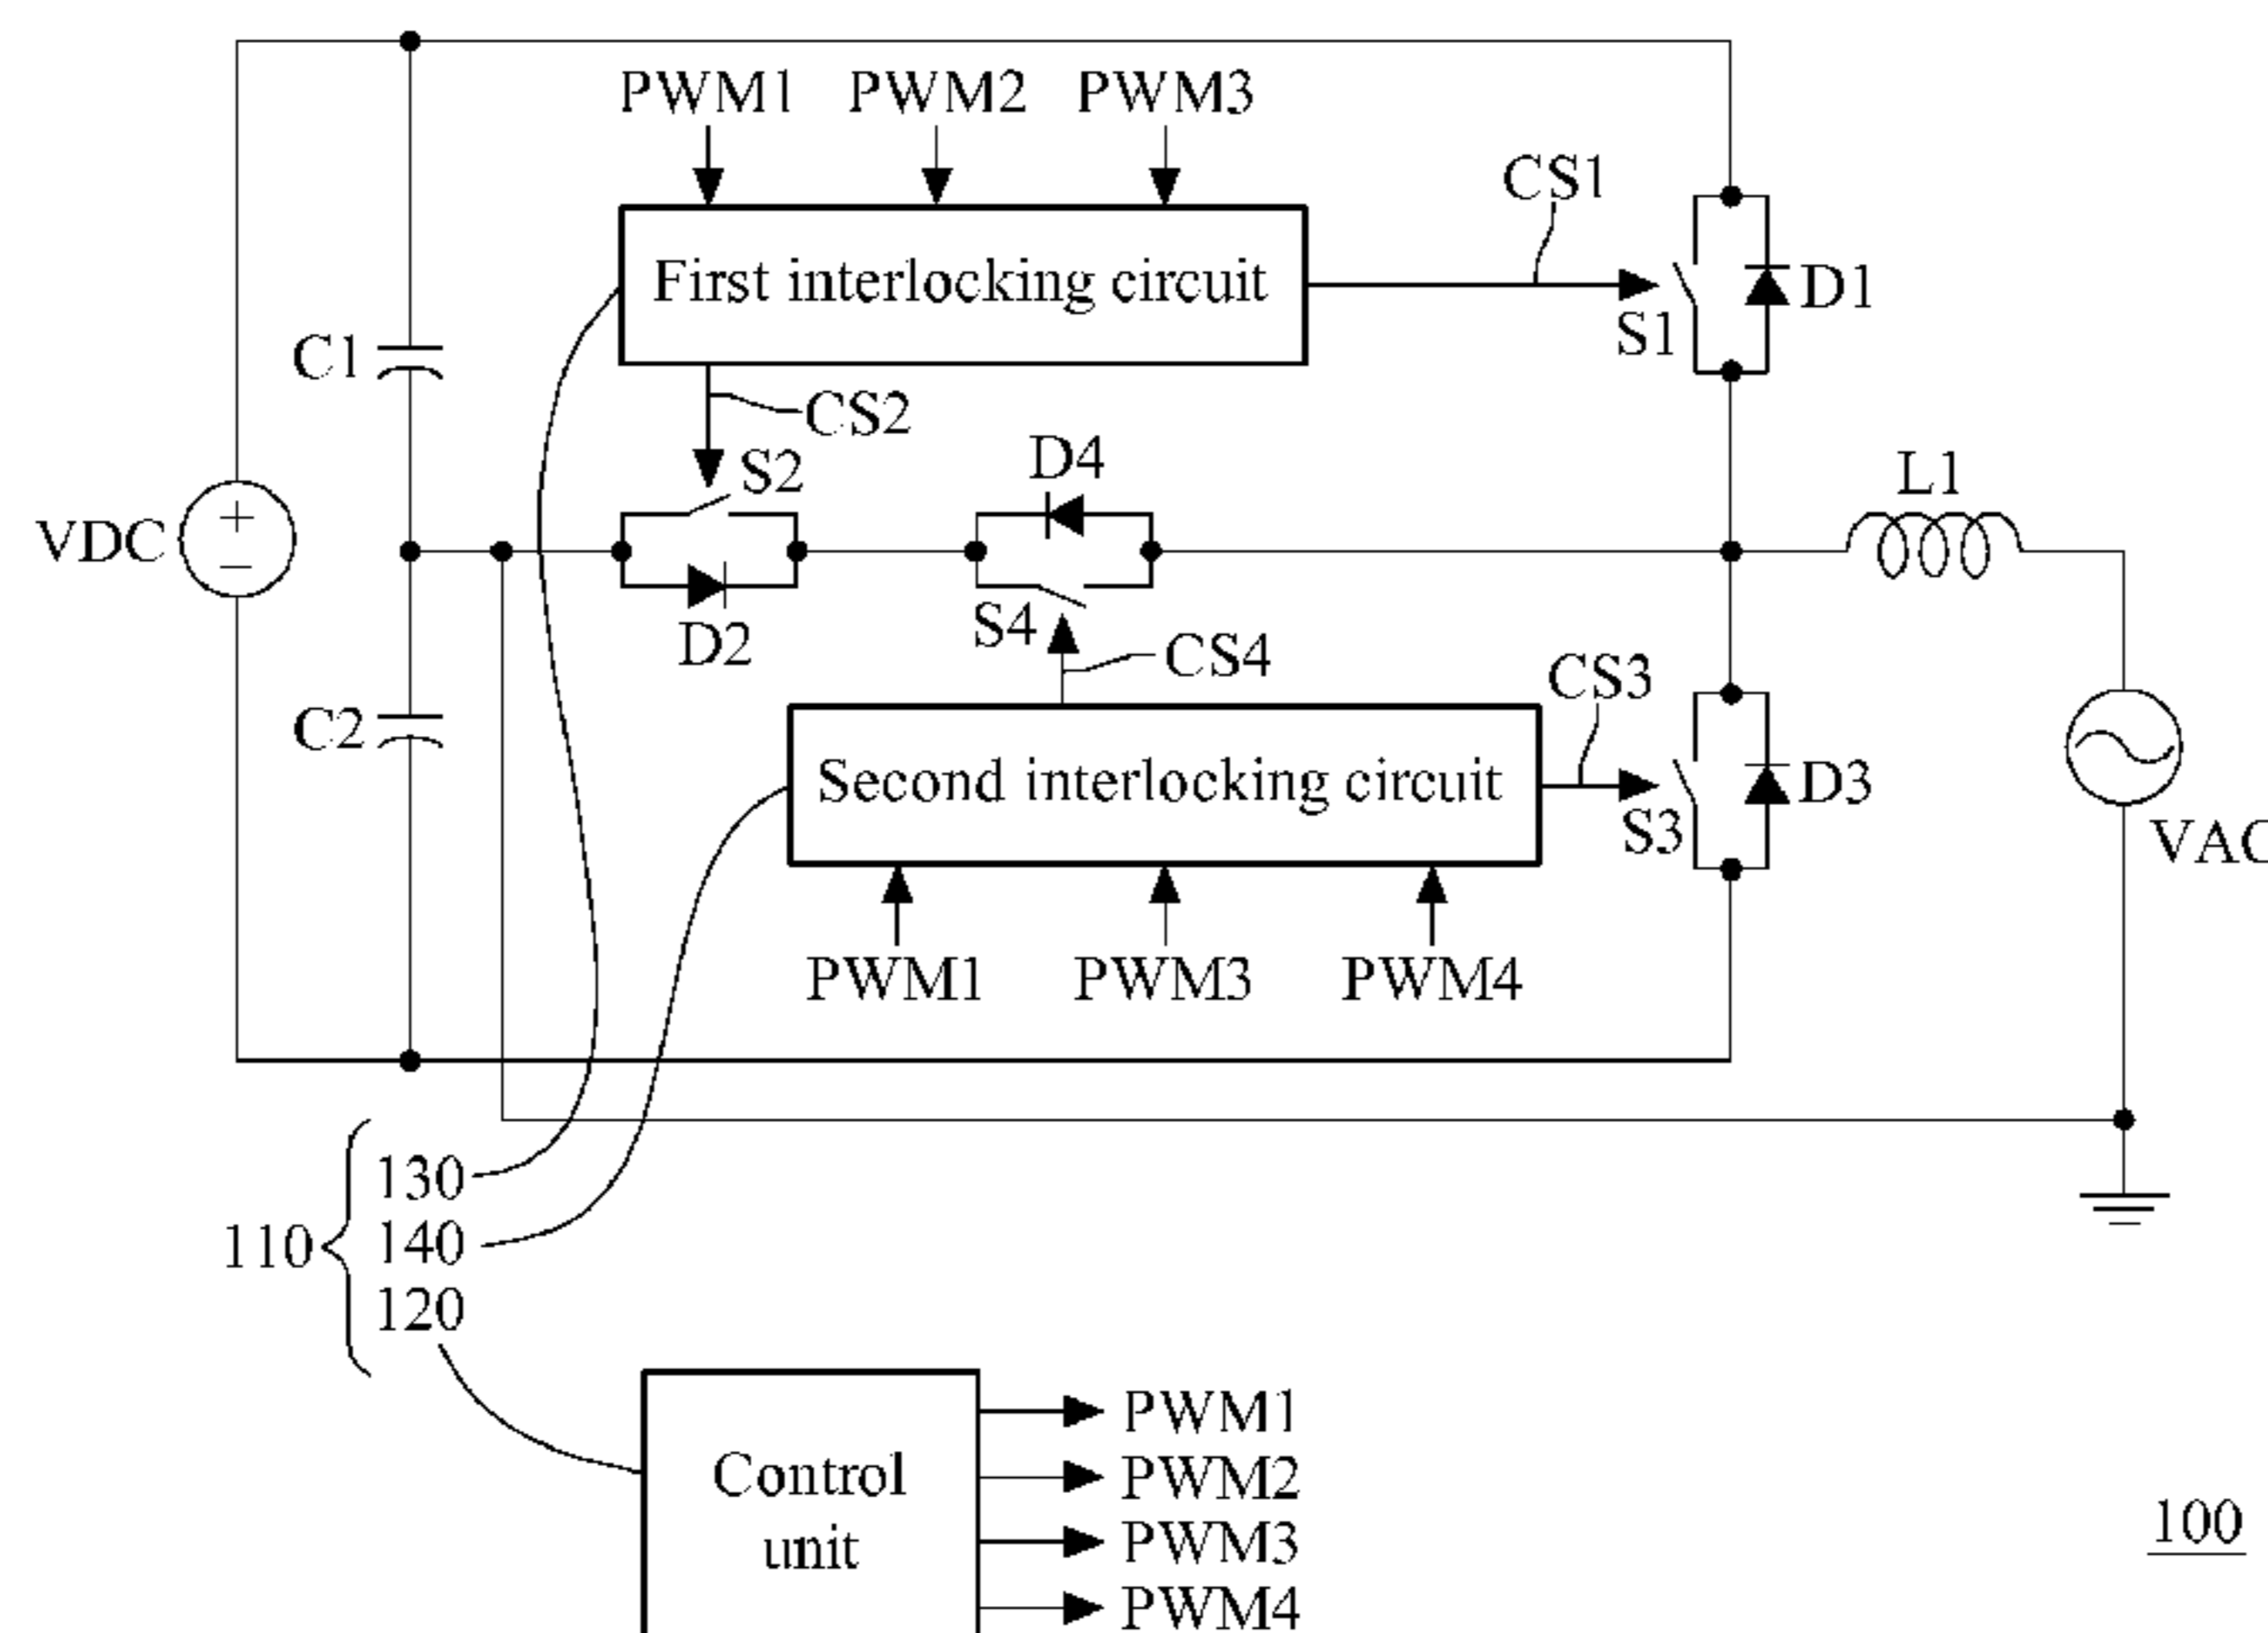 PWM1 PWM2 PWM3
CS1
First interlocking circuit
D1
S1
C1
CS2
S2
D4
L1
VDC
+
−
D2
S4
CS4
CS3
C2
Second interlocking circuit
D3
S3
PWM1 PWM3 PWM4
130
110
140
120
Control
unit
PWM1
PWM2
PWM3
PWM4
100